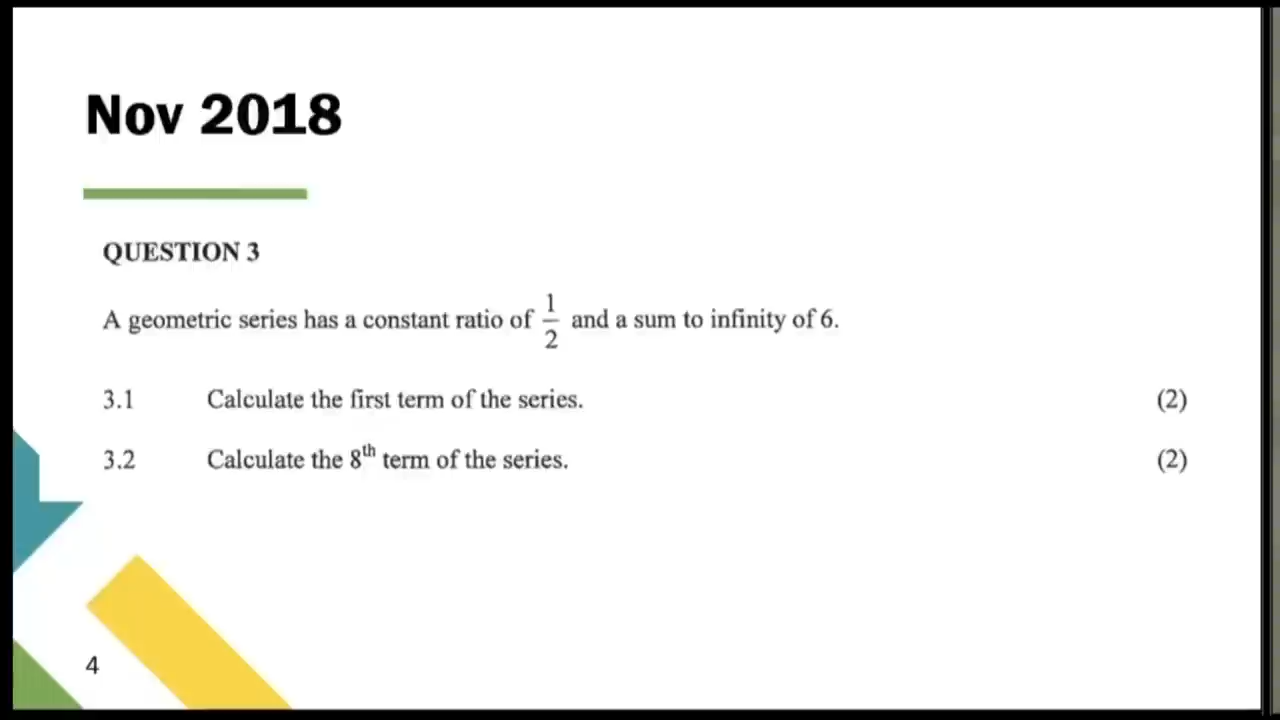 Nov 2018
QUESTION 3
A geometric series has a constant ratio of 1/2 and a sum to infinity of 6.
3.1 Calculate the first term of the series. (2)
3.2 Calculate the 8th term of the series. (2)
4